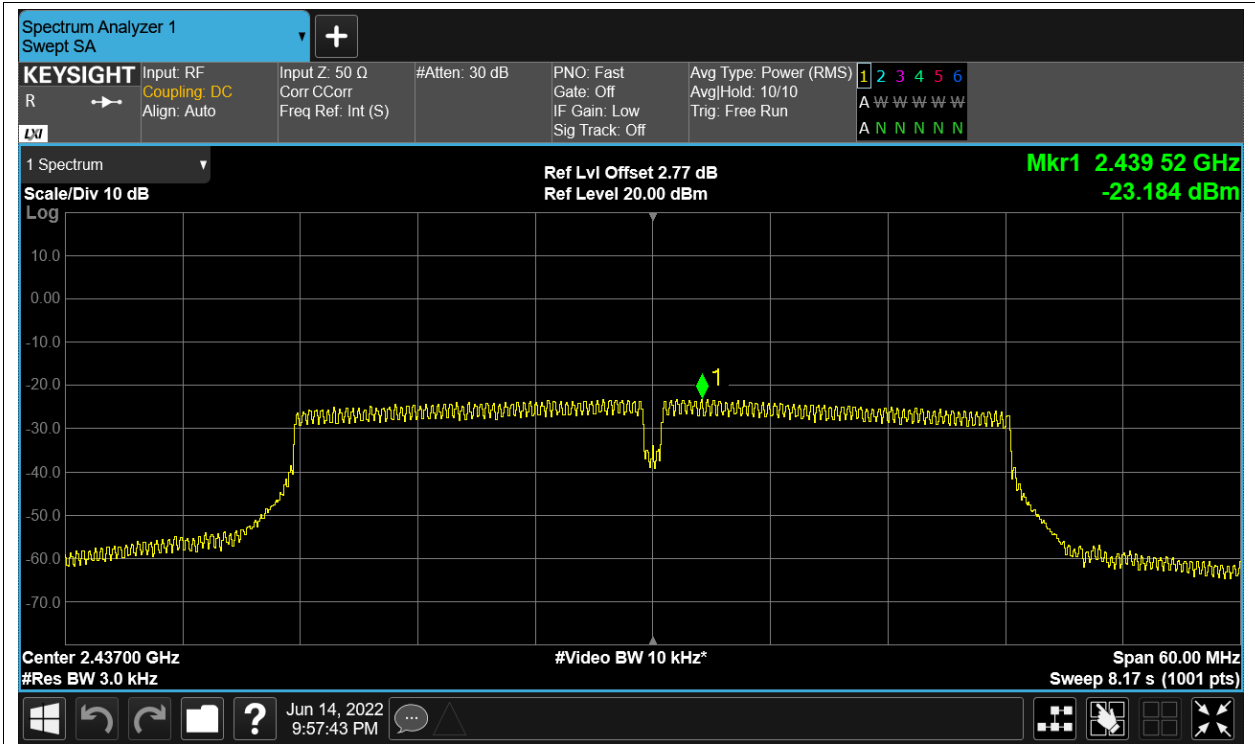 Spectrum Analyzer 1
Swept SA
KEYSIGHT
R
LXI
Input: RF
Coupling: DC
Align: Auto
Input Z: 50 Ω
Corr CCorr
Freq Ref: Int (S)
#Atten: 30 dB
PNO: Fast
Gate: Off
IF Gain: Low
Sig Track: Off
Avg Type: Power (RMS)
Avg|Hold: 10/10
Trig: Free Run
1 2 3 4 5 6
A W W W W W
A N N N N N
1 Spectrum
Scale/Div 10 dB
Log
Ref Lvl Offset 2.77 dB
Ref Level 20.00 dBm
Mkr1 2.439 52 GHz
-23.184 dBm
10.0
0.00
-10.0
-20.0
-30.0
-40.0
-50.0
-60.0
-70.0
1
Center 2.43700 GHz
#Res BW 3.0 kHz
#Video BW 10 kHz*
Span 60.00 MHz
Sweep 8.17 s (1001 pts)
?
Jun 14, 2022
9:57:43 PM